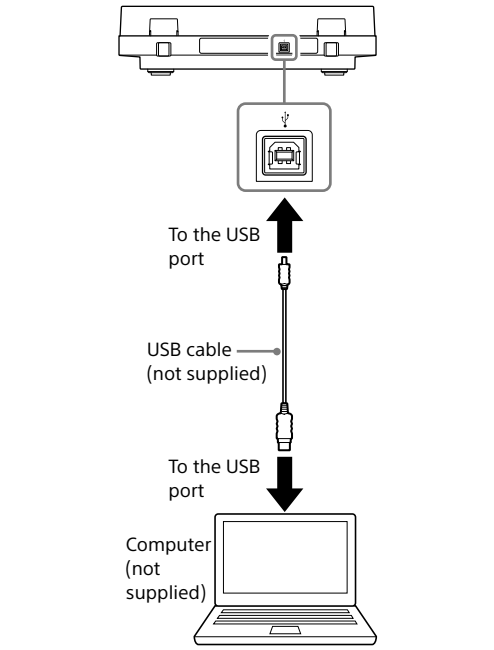 To the USB
port
USB cable
(not supplied)
To the USB
port
Computer
(not
supplied)